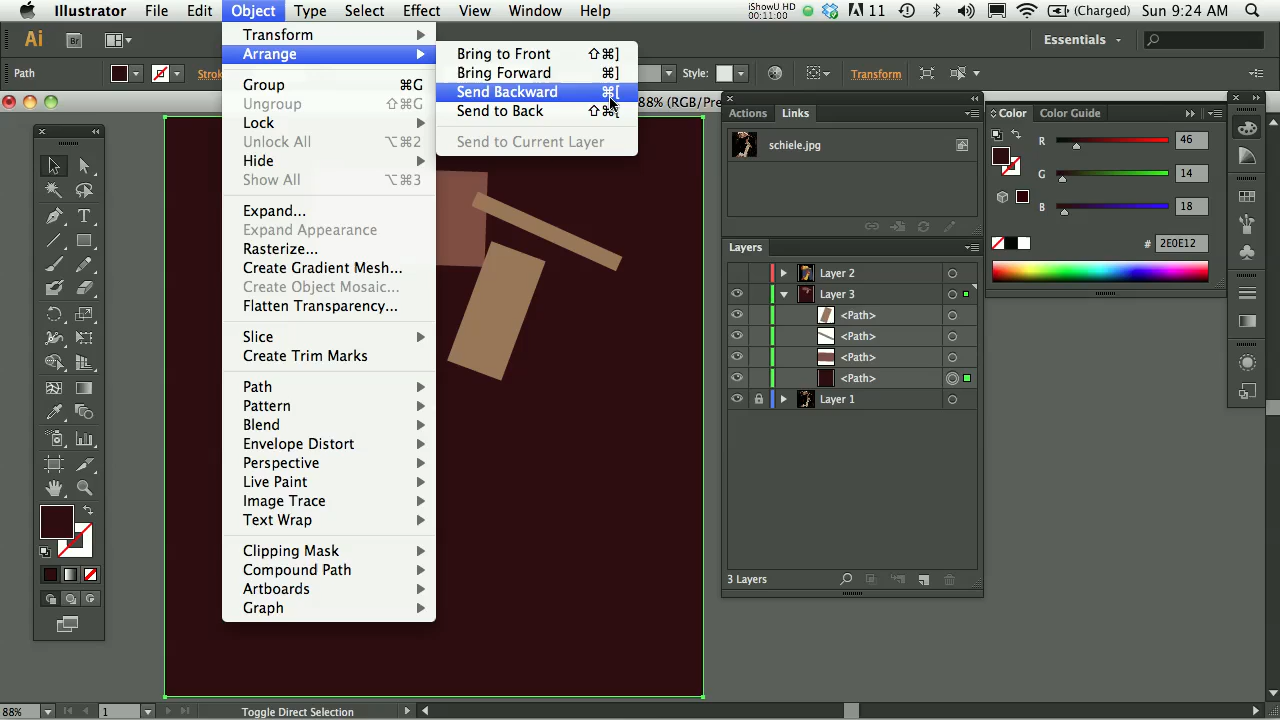 Illustrator File Edit Object Type Select Effect View Window Help iShowU HD 00:11:00 11 (Charged) Sun 9:24 AM
Ai Br Essentials
Path Strok Style: Transform
88% (RGB/Pre
Transform
Arrange
Group ⌘G
Ungroup ⇧⌘G
Lock
Unlock All ⌥⌘2
Hide
Show All ⌥⌘3
Expand...
Expand Appearance
Rasterize...
Create Gradient Mesh...
Create Object Mosaic...
Flatten Transparency...
Slice
Create Trim Marks
Path
Pattern
Blend
Envelope Distort
Perspective
Live Paint
Image Trace
Text Wrap
Clipping Mask
Compound Path
Artboards
Graph
Bring to Front ⇧⌘]
Bring Forward ⌘]
Send Backward ⌘[
Send to Back ⇧⌘[
Send to Current Layer
Actions Links
schiele.jpg
Layers
Layer 2
Layer 3
<Path>
<Path>
<Path>
<Path>
Layer 1
3 Layers
Color Color Guide
R 46
G 14
B 18
# 2E0E12
88% 1 Toggle Direct Selection